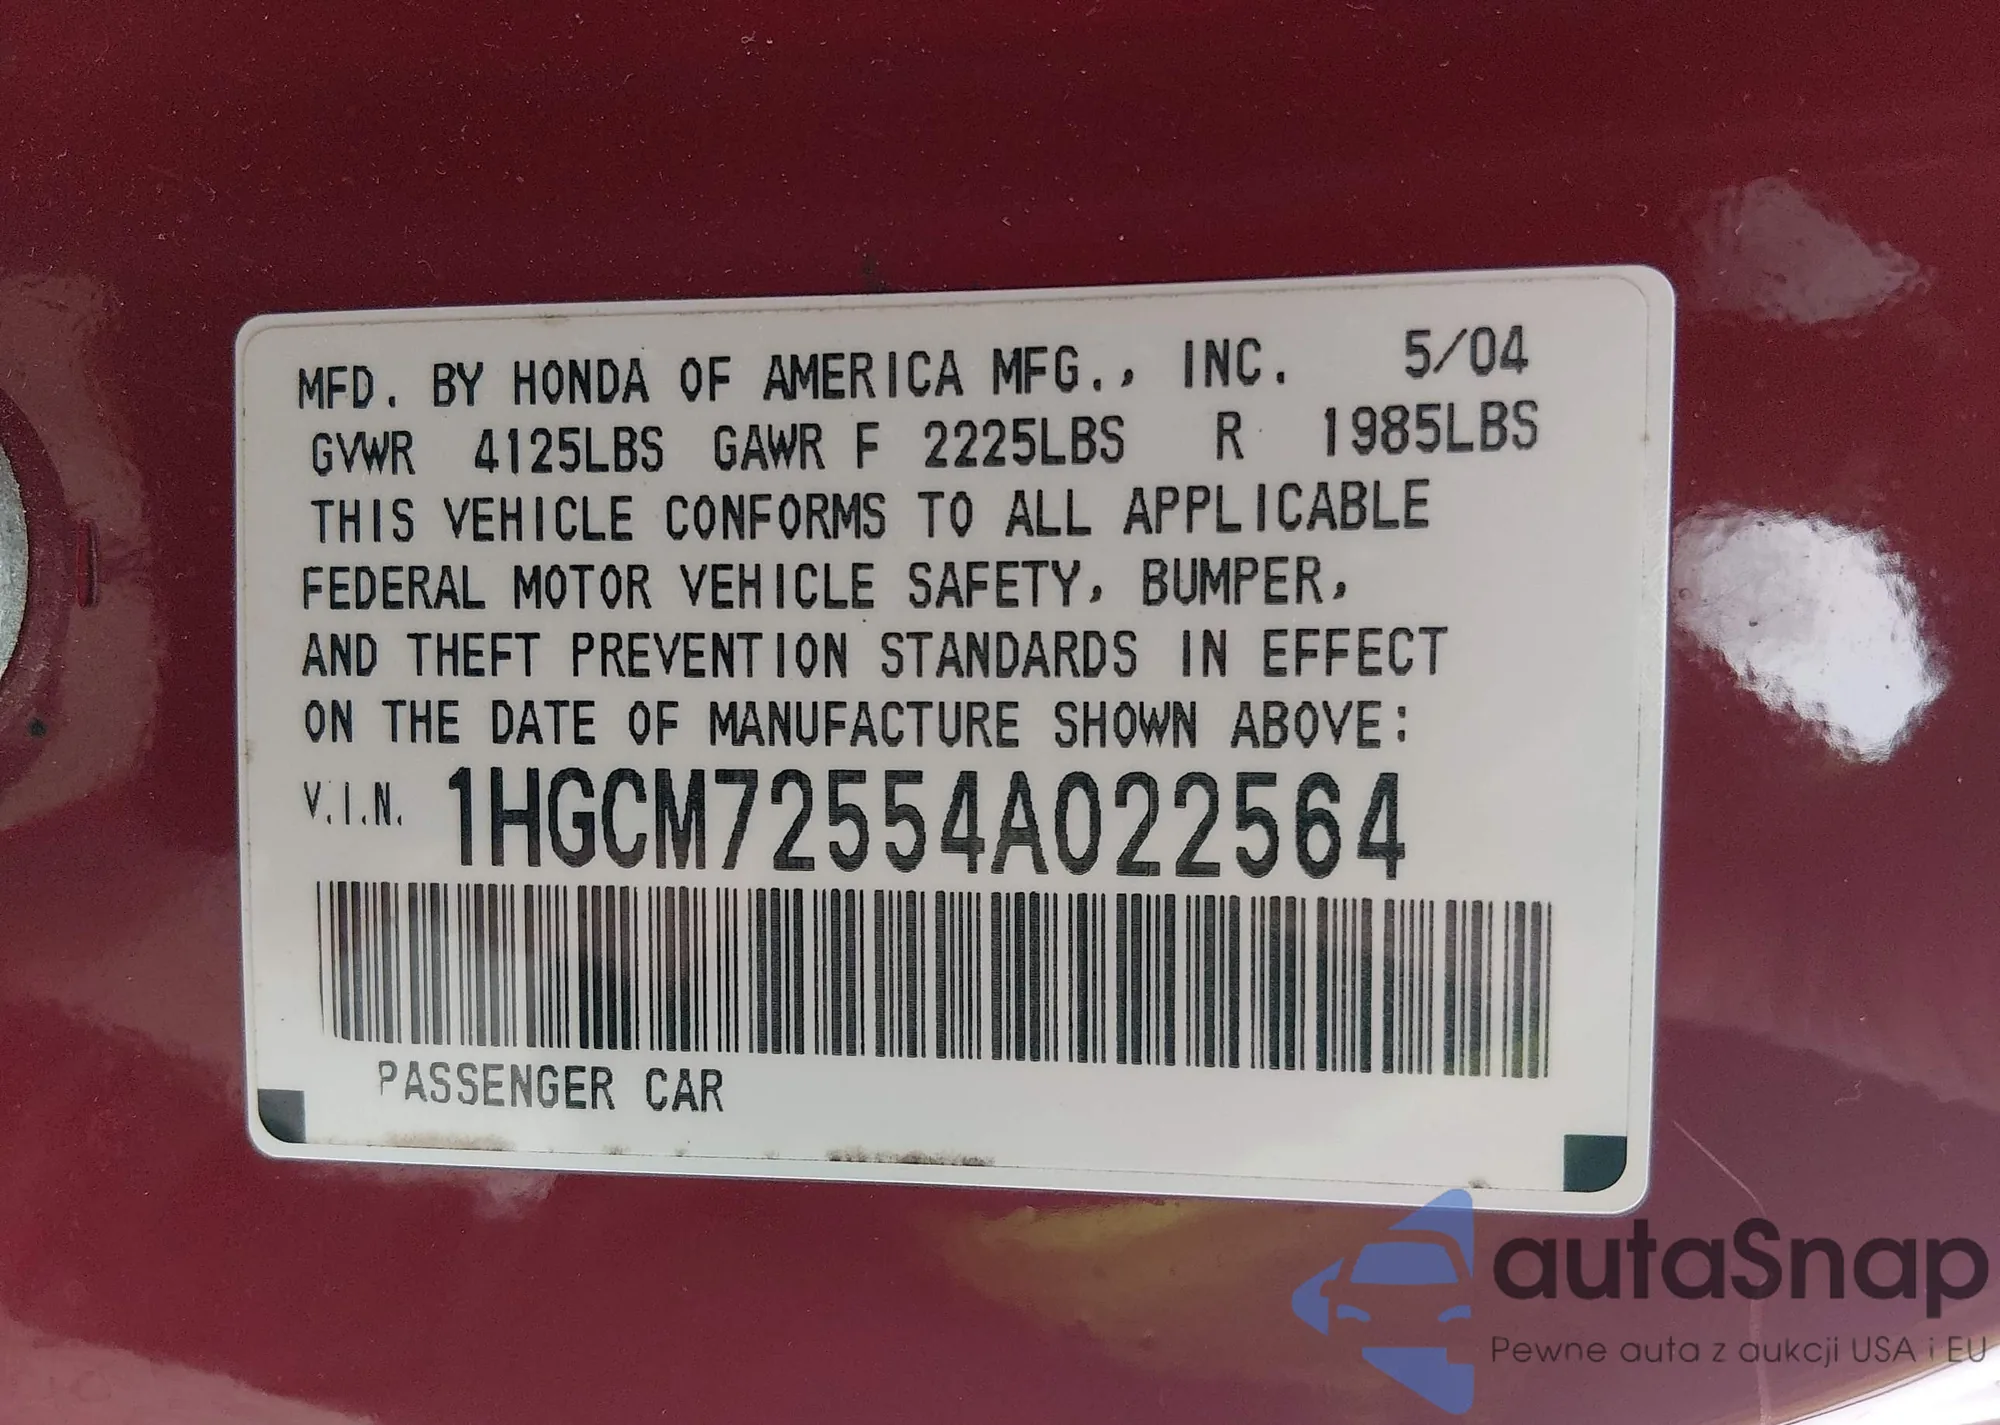 MFD. BY HONDA OF AMERICA MFG., INC. 5/04
GVWR 4125LBS GAWR F 2225LBS R 1985LBS
THIS VEHICLE CONFORMS TO ALL APPLICABLE
FEDERAL MOTOR VEHICLE SAFETY, BUMPER,
AND THEFT PREVENTION STANDARDS IN EFFECT
ON THE DATE OF MANUFACTURE SHOWN ABOVE:
V.I.N. 1HGCM72554A022564
PASSENGER CAR
autaSnap
Pewne auta z aukcji USA i EU